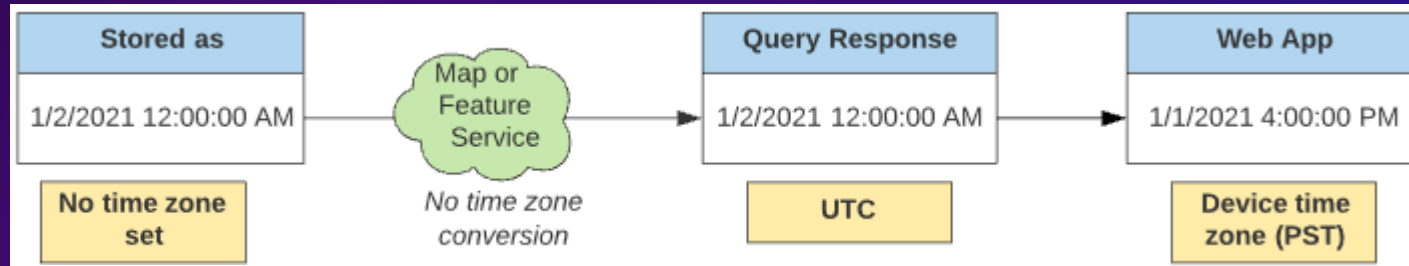 Stored as
1/2/2021 12:00:00 AM
No time zone
set
Map or
Feature
Service
No time zone
conversion
Query Response
1/2/2021 12:00:00 AM
UTC
Web App
1/1/2021 4:00:00 PM
Device time
zone (PST)